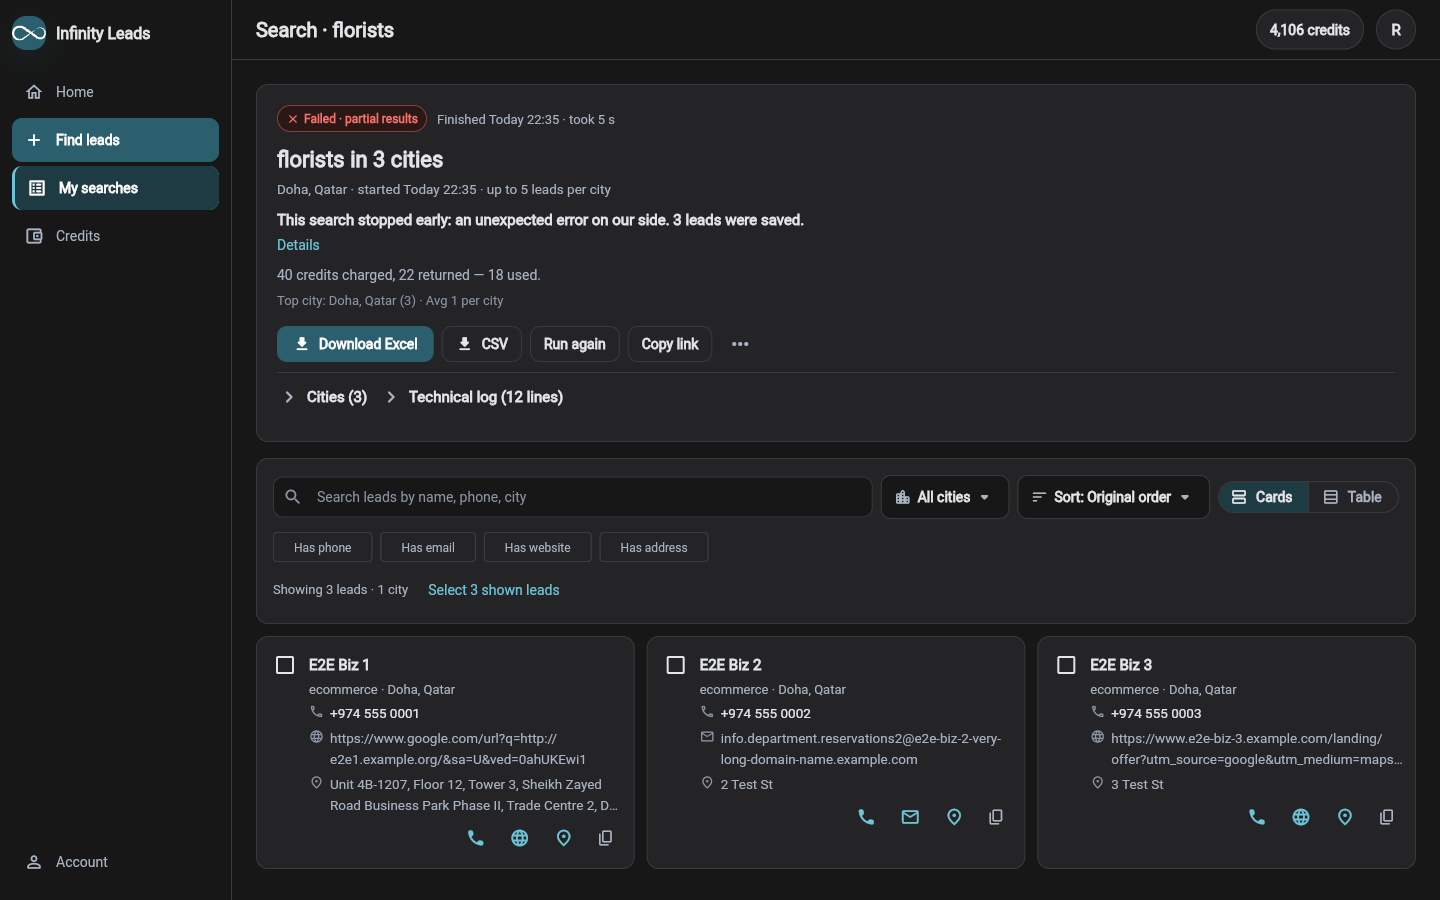 Infinity Leads
Search · florists
4,106 credits
R
Home
Find leads
My searches
Credits
Account
Failed · partial results
Finished Today 22:35 · took 5 s
florists in 3 cities
Doha, Qatar · started Today 22:35 · up to 5 leads per city
This search stopped early: an unexpected error on our side. 3 leads were saved.
Details
40 credits charged, 22 returned — 18 used.
Top city: Doha, Qatar (3) · Avg 1 per city
Download Excel
CSV
Run again
Copy link
Cities (3)
Technical log (12 lines)
Search leads by name, phone, city
All cities
Sort: Original order
Cards
Table
Has phone
Has email
Has website
Has address
Showing 3 leads · 1 city
Select 3 shown leads
E2E Biz 1
ecommerce · Doha, Qatar
+974 555 0001
https://www.google.com/url?q=http://
e2e1.example.org/&sa=U&ved=0ahUKEwi1
Unit 4B-1207, Floor 12, Tower 3, Sheikh Zayed
Road Business Park Phase II, Trade Centre 2, D…
E2E Biz 2
ecommerce · Doha, Qatar
+974 555 0002
info.department.reservations2@e2e-biz-2-very-
long-domain-name.example.com
2 Test St
E2E Biz 3
ecommerce · Doha, Qatar
+974 555 0003
https://www.e2e-biz-3.example.com/landing/
offer?utm_source=google&utm_medium=maps…
3 Test St